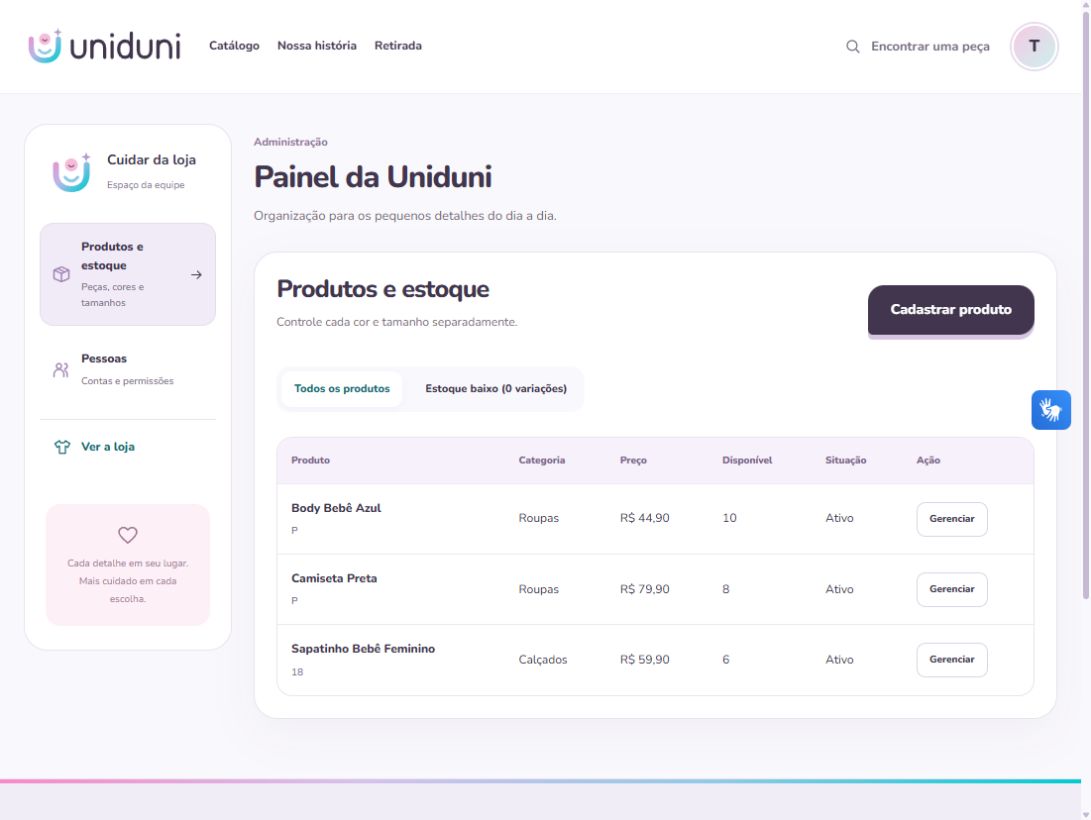 uniduni
Catálogo Nossa história Retirada
Encontrar uma peça
T
Cuidar da loja
Espaço da equipe
Produtos e
estoque
Peças, cores e
tamanhos
Pessoas
Contas e permissões
Ver a loja
Cada detalhe em seu lugar.
Mais cuidado em cada
escolha.
Administração
Painel da Uniduni
Organização para os pequenos detalhes do dia a dia.
Produtos e estoque
Controle cada cor e tamanho separadamente.
Cadastrar produto
Todos os produtos Estoque baixo (0 variações)
Produto Categoria Preço Disponível Situação Ação
Body Bebê Azul
P
Roupas R$ 44,90 10 Ativo Gerenciar
Camiseta Preta
P
Roupas R$ 79,90 8 Ativo Gerenciar
Sapatinho Bebê Feminino
18
Calçados R$ 59,90 6 Ativo Gerenciar